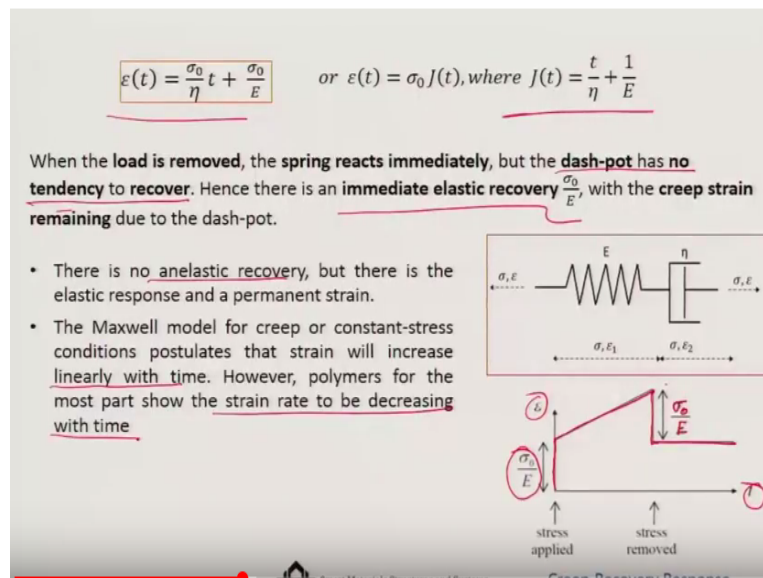 ε(t) = σ₀/η t + σ₀/E or ε(t) = σ₀J(t), where J(t) = t/η + 1/E
When the load is removed, the spring reacts immediately, but the dash-pot has no
tendency to recover. Hence there is an immediate elastic recovery σ₀/E, with the creep strain
remaining due to the dash-pot.
• There is no anelastic recovery, but there is the
elastic response and a permanent strain.
• The Maxwell model for creep or constant-stress
conditions postulates that strain will increase
linearly with time. However, polymers for the
most part show the strain rate to be decreasing
with time
E η
σ, ε σ, ε
σ, ε₁ σ, ε₂
ε
σ₀/E
σ₀/E
stress
applied
stress
removed